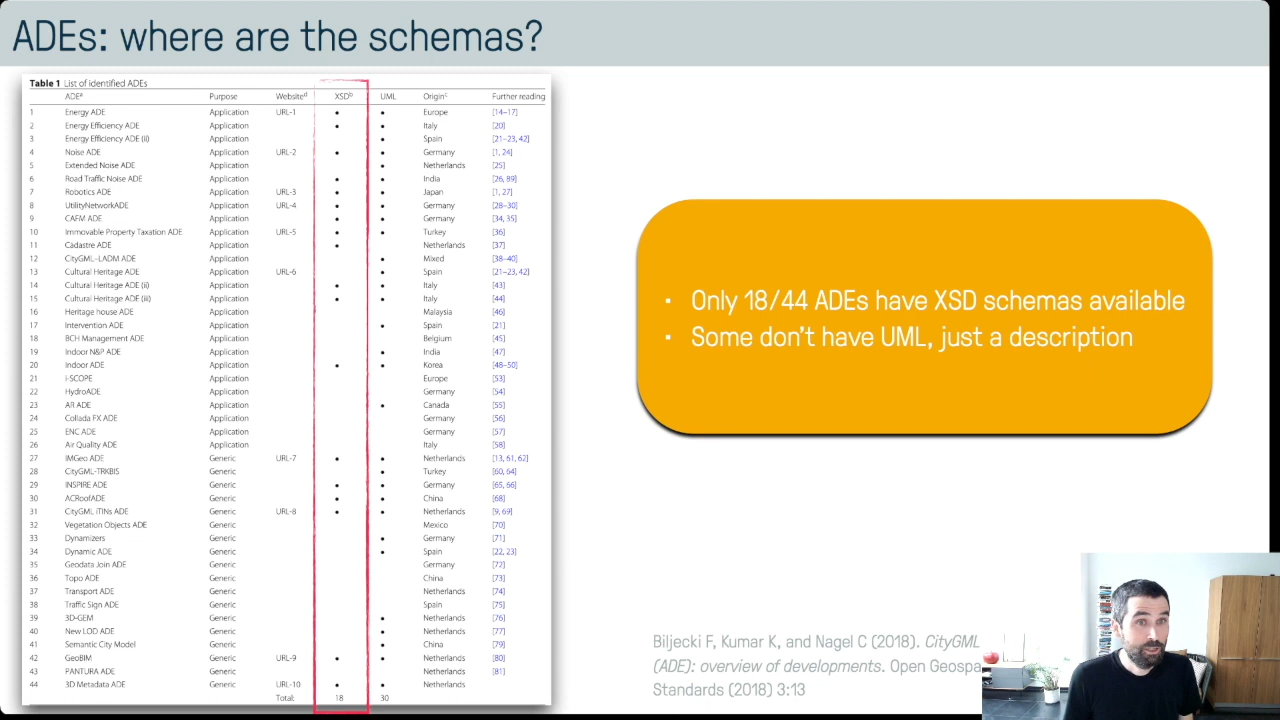 ADEs: where are the schemas?
Table 1 List of identified ADEs
ADEa Purpose Websited XSDb UML Originc Further reading
1 Energy ADE Application URL-1 • • Europe [14–17]
2 Energy Efficiency ADE Application • • Italy [20]
3 Energy Efficiency ADE (ii) Application • Spain [21–23, 42]
4 Noise ADE Application URL-2 • • Germany [1, 24]
5 Extended Noise ADE Application • Netherlands [25]
6 Road Traffic Noise ADE Application • • India [26, 89]
7 Robotics ADE Application URL-3 • • Japan [1, 27]
8 UtilityNetworkADE Application URL-4 • • Germany [28–30]
9 CAFM ADE Application • • Germany [34, 35]
10 Immovable Property Taxation ADE Application URL-5 • • Turkey [36]
11 Cadastre ADE Application • Netherlands [37]
12 CityGML–LADM ADE Application • Mixed [38–40]
13 Cultural Heritage ADE Application URL-6 • Spain [21–23, 42]
14 Cultural Heritage ADE (ii) Application • • Italy [43]
15 Cultural Heritage ADE (iii) Application • • Italy [44]
16 Heritage house ADE Application Malaysia [46]
17 Intervention ADE Application • Spain [21]
18 BCH Management ADE Application Belgium [45]
19 Indoor N&P ADE Application • India [47]
20 Indoor ADE Application • • Korea [48–50]
21 i-SCOPE Application Europe [53]
22 HydroADE Application Germany [54]
23 AR ADE Application • Canada [55]
24 Collada FX ADE Application Germany [56]
25 ENC ADE Application Germany [57]
26 Air Quality ADE Application Italy [58]
27 IMGeo ADE Generic URL-7 • • Netherlands [13, 61, 62]
28 CityGML-TRKBIS Generic • Turkey [60, 64]
29 INSPIRE ADE Generic • • Germany [65, 66]
30 ACRoofADE Generic • • China [68]
31 CityGML iTINs ADE Generic URL-8 • • Netherlands [9, 69]
32 Vegetation Objects ADE Generic Mexico [70]
33 Dynamizers Generic • Germany [71]
34 Dynamic ADE Generic • Spain [22, 23]
35 Geodata Join ADE Generic Germany [72]
36 Topo ADE Generic China [73]
37 Transport ADE Generic Netherlands [74]
38 Traffic Sign ADE Generic Spain [75]
39 3D-GEM Generic • Netherlands [76]
40 New LOD ADE Generic • Netherlands [77]
41 Semantic City Model Generic • China [79]
42 GeoBIM Generic URL-9 • • Netherlands [80]
43 PANTURA ADE Generic • Netherlands [81]
44 3D Metadata ADE Generic URL-10 • • Netherlands
Total: 18 30
• Only 18/44 ADEs have XSD schemas available
• Some don't have UML, just a description
Biljecki F, Kumar K, and Nagel C (2018). CityGML
(ADE): overview of developments. Open Geospa
Standards (2018) 3:13